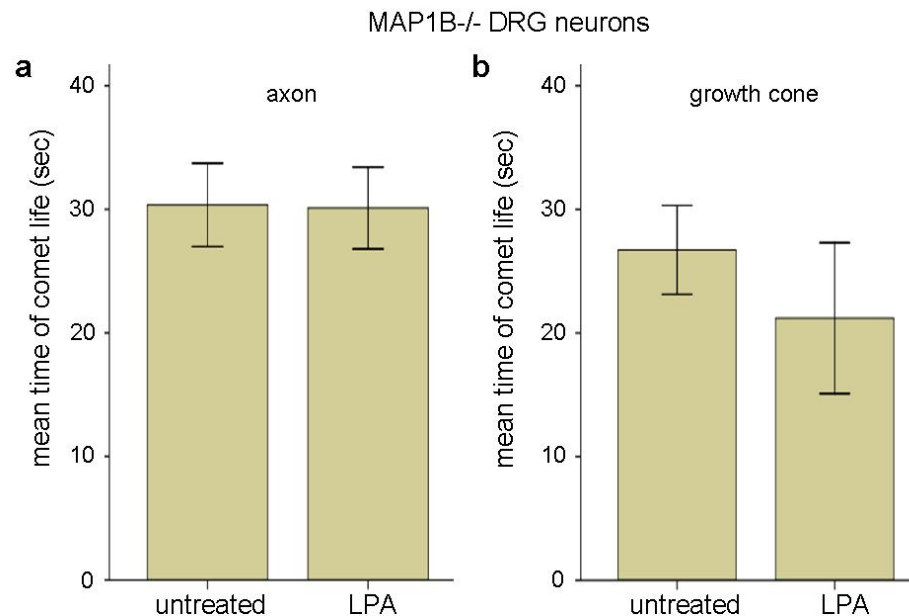 MAP1B-/- DRG neurons
a
axon
mean time of comet life (sec)
40
30
20
10
0
untreated
LPA
b
growth cone
mean time of comet life (sec)
40
30
20
10
0
untreated
LPA